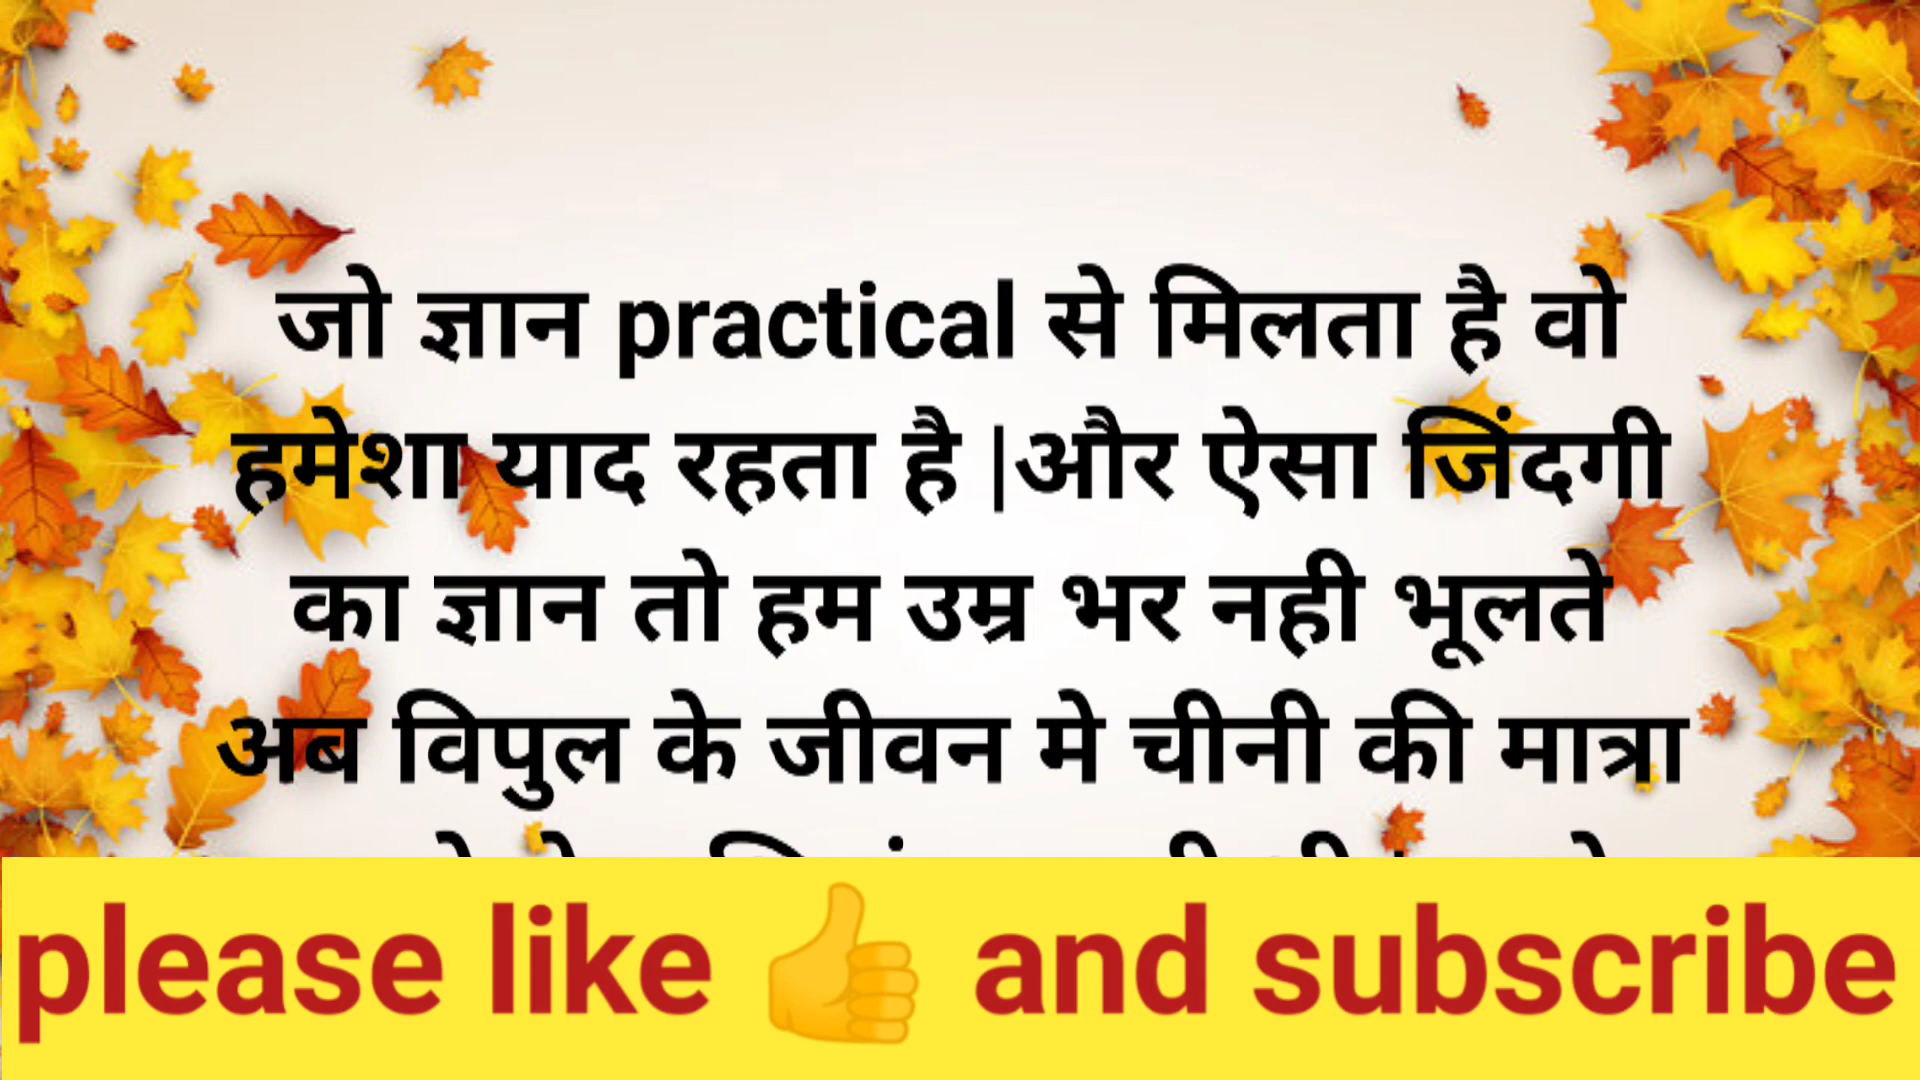 जो ज्ञान practical से मिलता है वो
हमेशा याद रहता है |और ऐसा जिंदगी
का ज्ञान तो हम उम्र भर नही भूलते
अब विपुल के जीवन मे चीनी की मात्रा
please like 👍 and subscribe